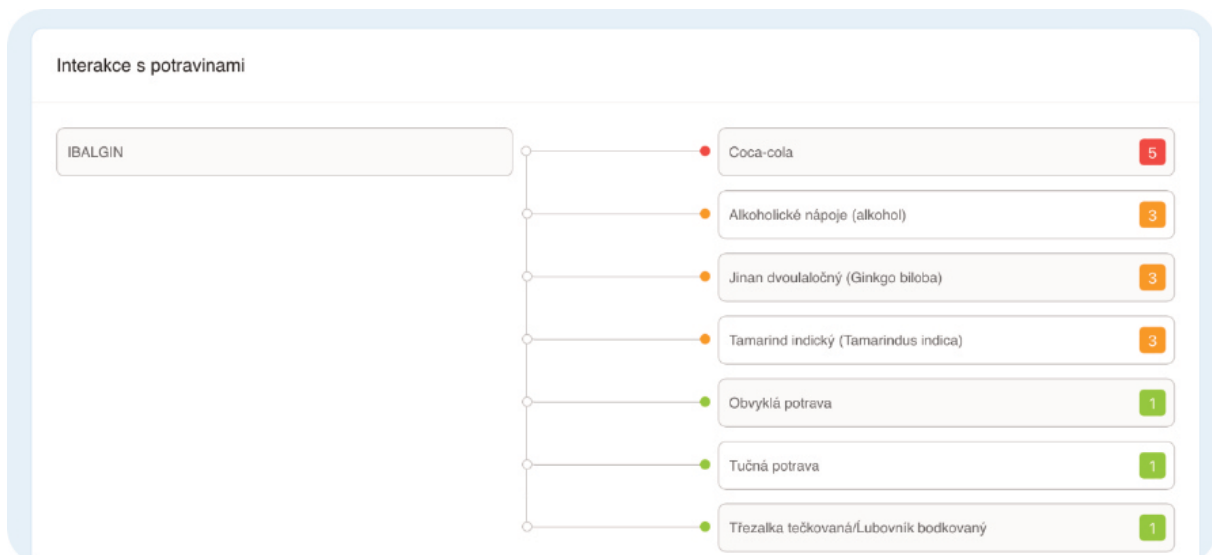 Interakce s potravinami
IBALGIN
Coca-cola 5
Alkoholické nápoje (alkohol) 3
Jinan dvoulaločný (Ginkgo biloba) 3
Tamarind indický (Tamarindus indica) 3
Obvyklá potrava 1
Tučná potrava 1
Třezalka tečkovaná/Ĺubovník bodkovaný 1